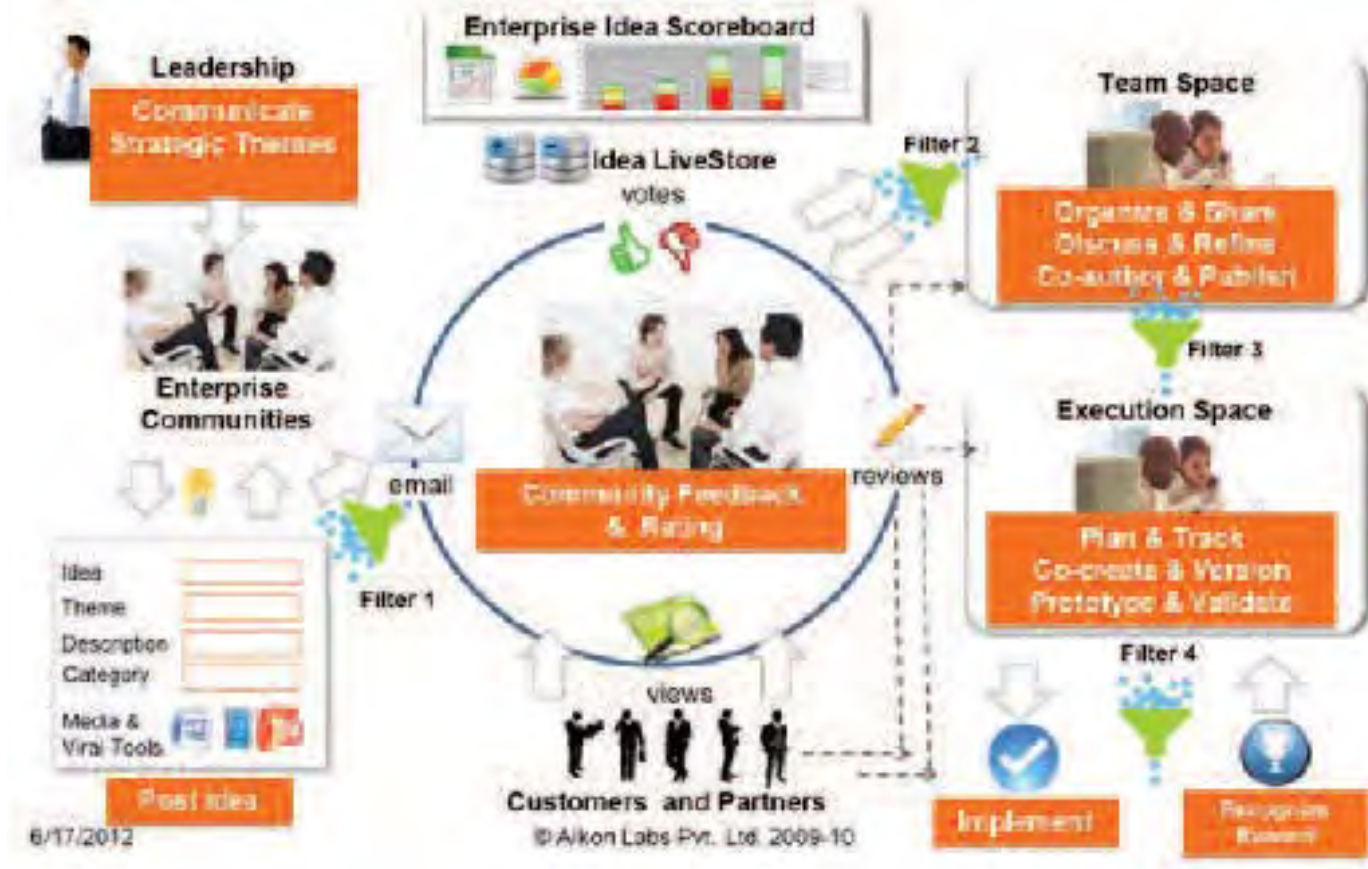 Enterprise Idea Scoreboard
Leadership
Communicate
Strategic Themes
Idea LiveStore
votes
Filter 2
Team Space
Organize & Share
Discuss & Refine
Co-author & Publish
Filter 3
Enterprise
Communities
email
Community Feedback
& Rating
reviews
Execution Space
Plan & Track
Co-create & Version
Prototype & Validate
Filter 1
Idea
Theme
Description
Category
Media &
Viral Tools
Post Idea
views
Customers and Partners
Filter 4
Implement
Recognize
Reward
6/17/2012
© Aikon Labs Pvt. Ltd. 2009-10